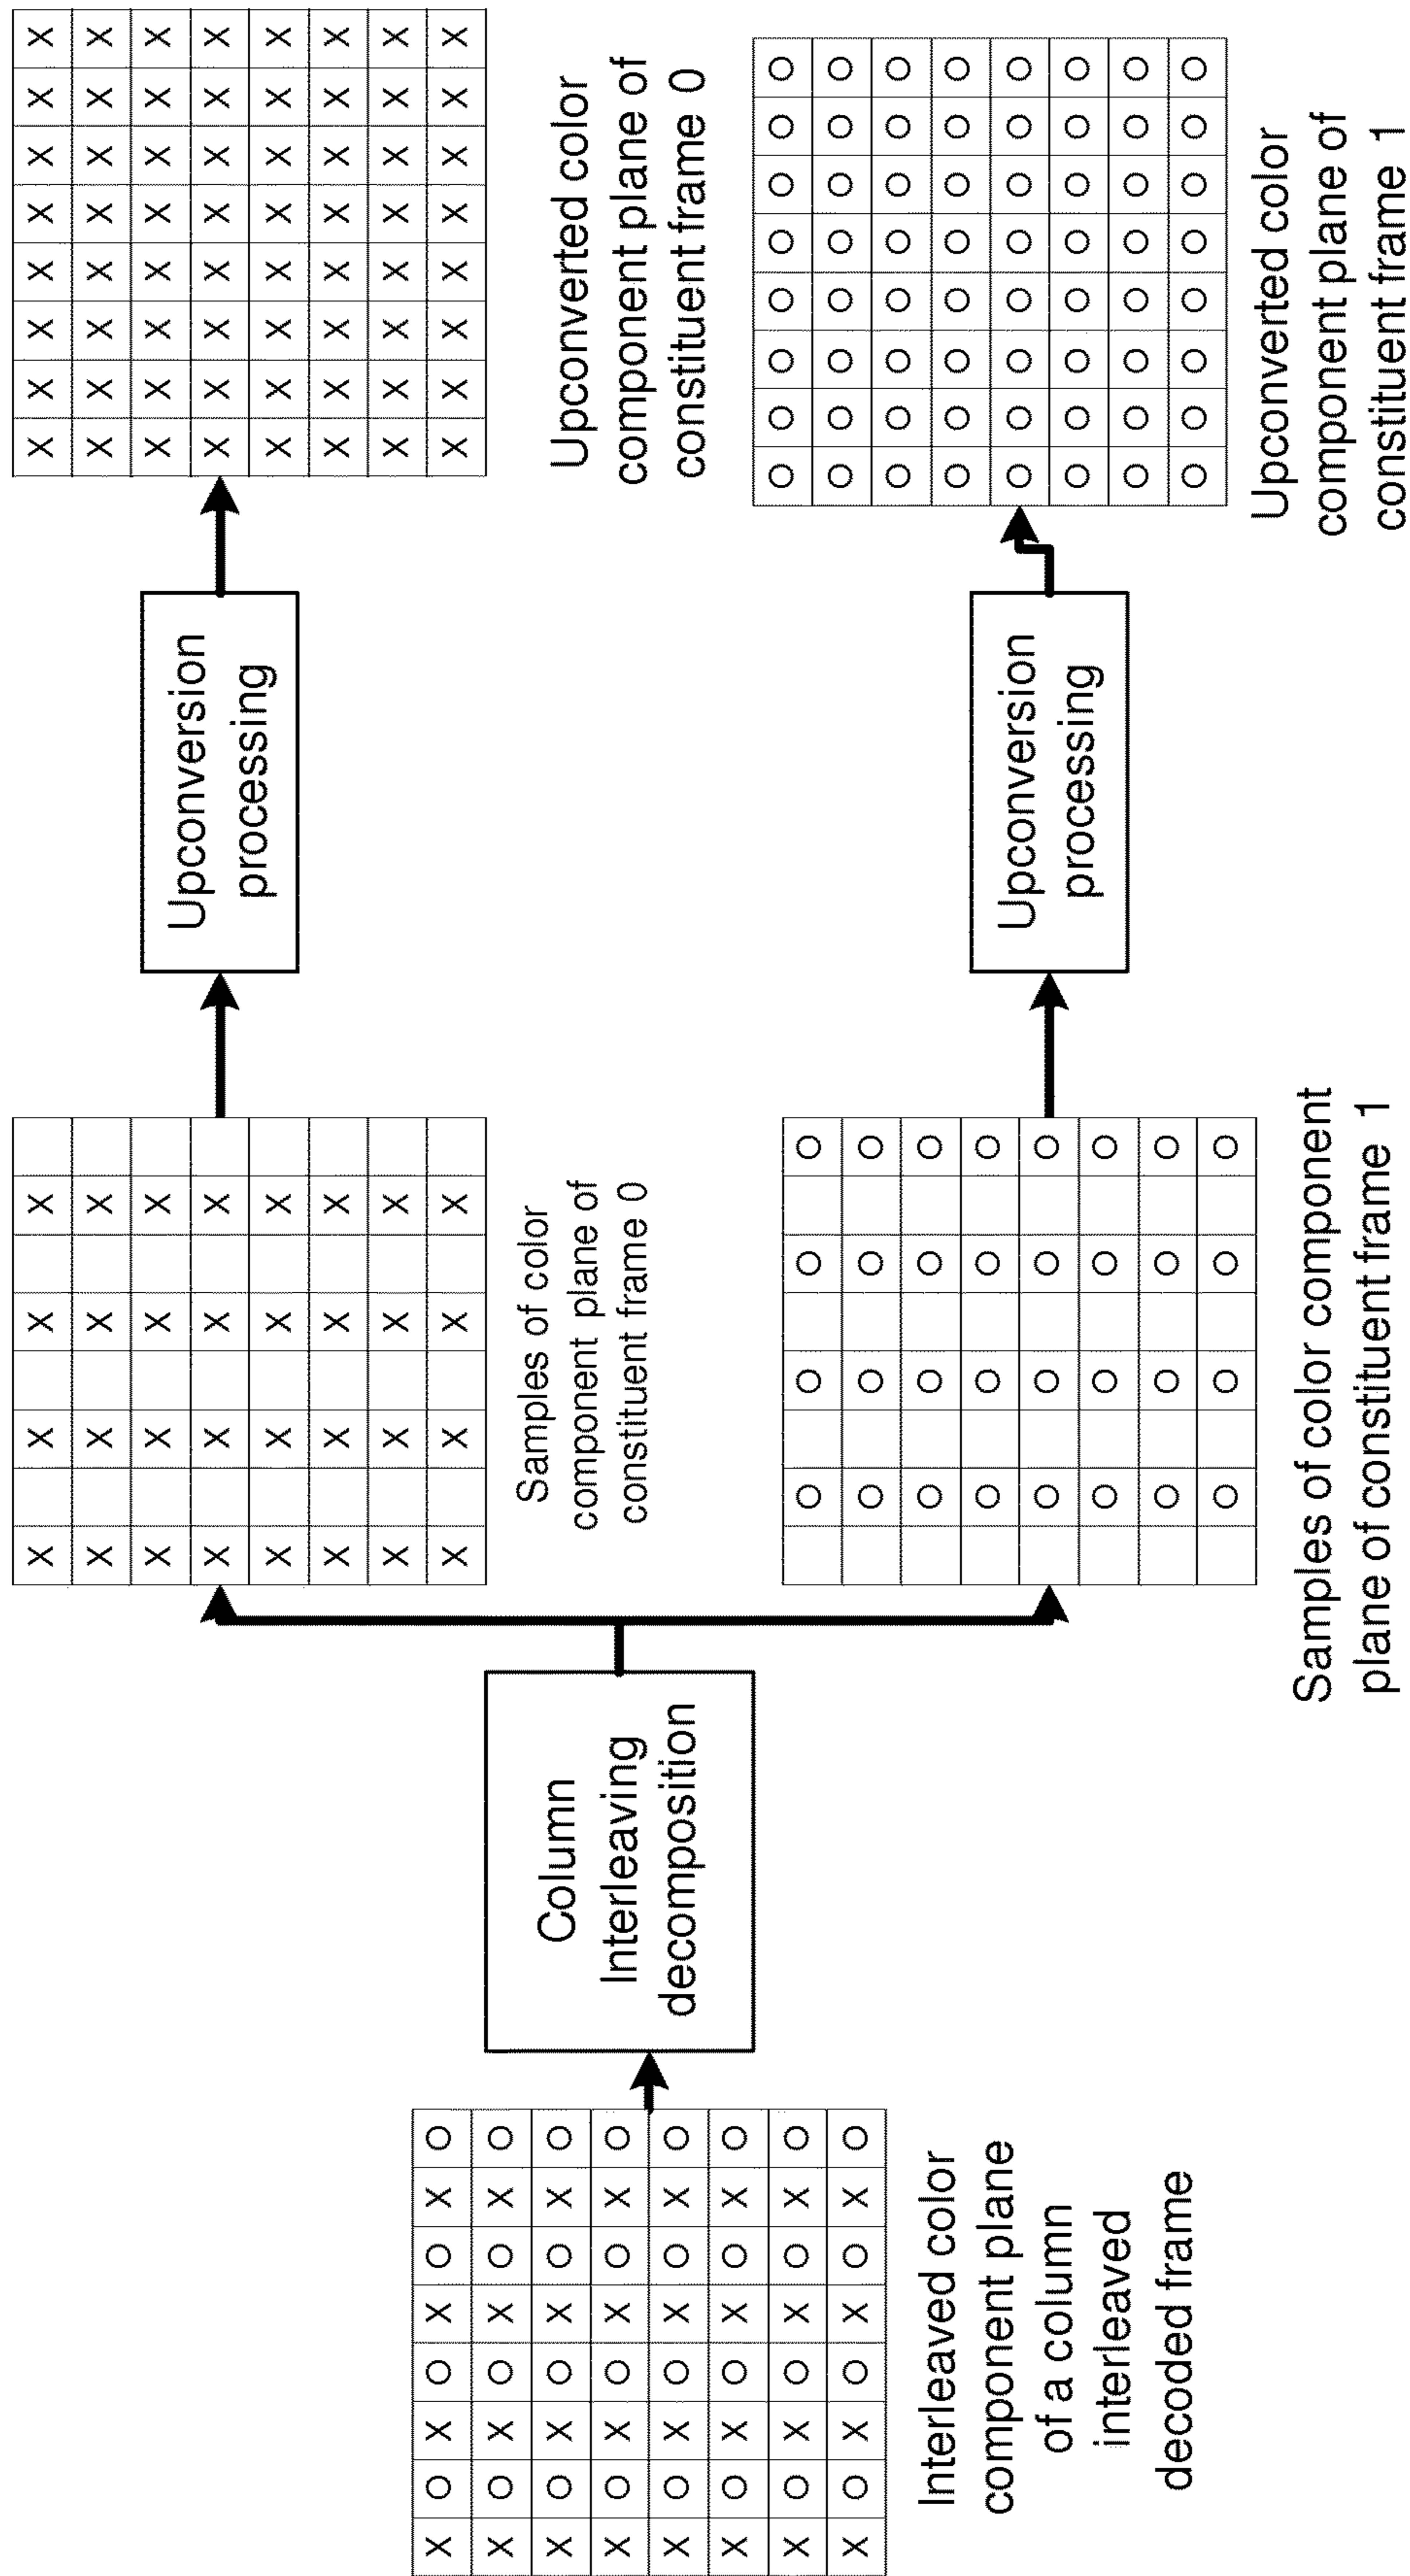 X O X O X O X O
X O X O X O X O
X O X O X O X O
X O X O X O X O
X O X O X O X O
X O X O X O X O
X O X O X O X O
X O X O X O X O
Interleaved color
component plane
of a column
interleaved
decoded frame
Column
Interleaving
decomposition
X X X X
X X X X
X X X X
X X X X
X X X X
X X X X
X X X X
X X X X
Samples of color
component plane of
constituent frame 0
Upconversion
processing
X X X X X X X X
X X X X X X X X
X X X X X X X X
X X X X X X X X
X X X X X X X X
X X X X X X X X
X X X X X X X X
X X X X X X X X
Upconverted color
component plane of
constituent frame 0
O O O O
O O O O
O O O O
O O O O
O O O O
O O O O
O O O O
O O O O
Samples of color component
plane of constituent frame 1
Upconversion
processing
O O O O O O O O
O O O O O O O O
O O O O O O O O
O O O O O O O O
O O O O O O O O
O O O O O O O O
O O O O O O O O
O O O O O O O O
Upconverted color
component plane of
constituent frame 1